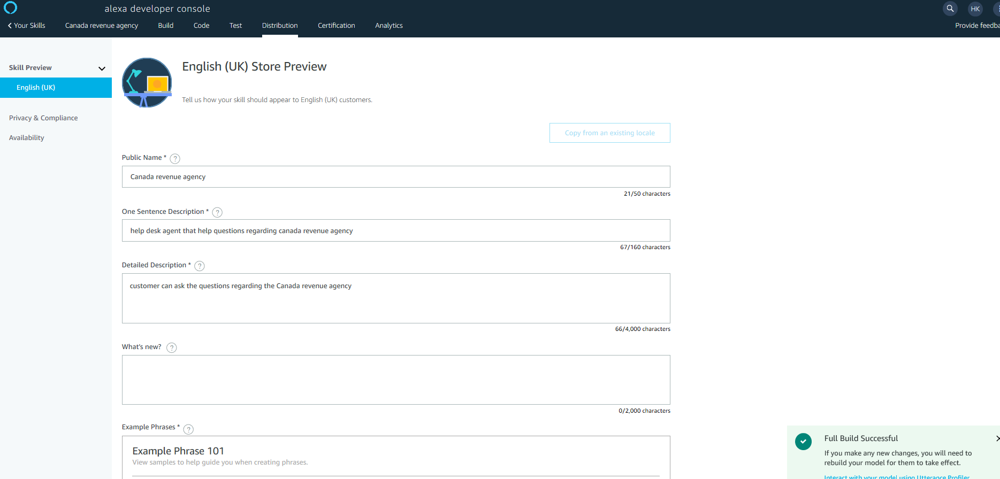 alexa developer console
HK
Your Skills Canada revenue agency Build Code Test Distribution Certification Analytics Provide
Skill Preview
English (UK)
Privacy & Compliance
Availability
English (UK) Store Preview
Tell us how your skill should appear to English (UK) customers.
Copy from an existing locale
Public Name * ?
Canada revenue agency
21/50 characters
One Sentence Description * ?
help desk agent that help questions regarding canada revenue agency
67/160 characters
Detailed Description * ?
customer can ask the questions regarding the Canada revenue agency
66/4,000 characters
What's new? ?
0/2,000 characters
Example Phrases * ?
Example Phrase 101
View samples to help guide you when creating phrases.
Full Build Successful
If you make any new changes, you will need to
rebuild your model for them to take effect.
Interact with your model using Utterance Profiler